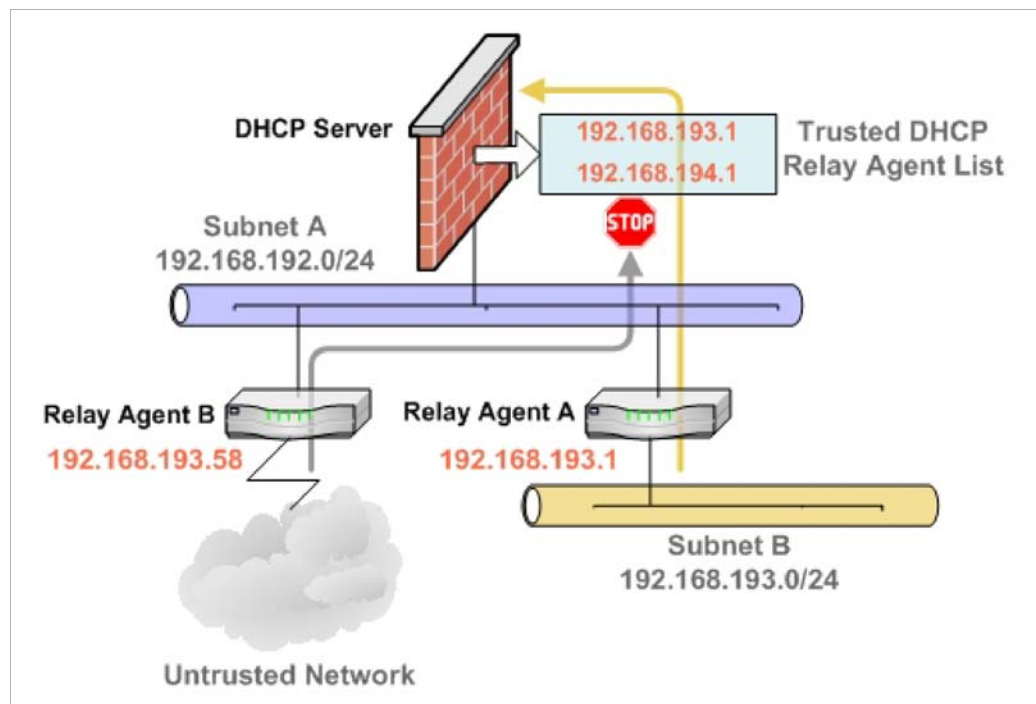 DHCP Server
192.168.193.1
192.168.194.1
Trusted DHCP
Relay Agent List
STOP
Subnet A
192.168.192.0/24
Relay Agent B
192.168.193.58
Relay Agent A
192.168.193.1
Subnet B
192.168.193.0/24
Untrusted Network